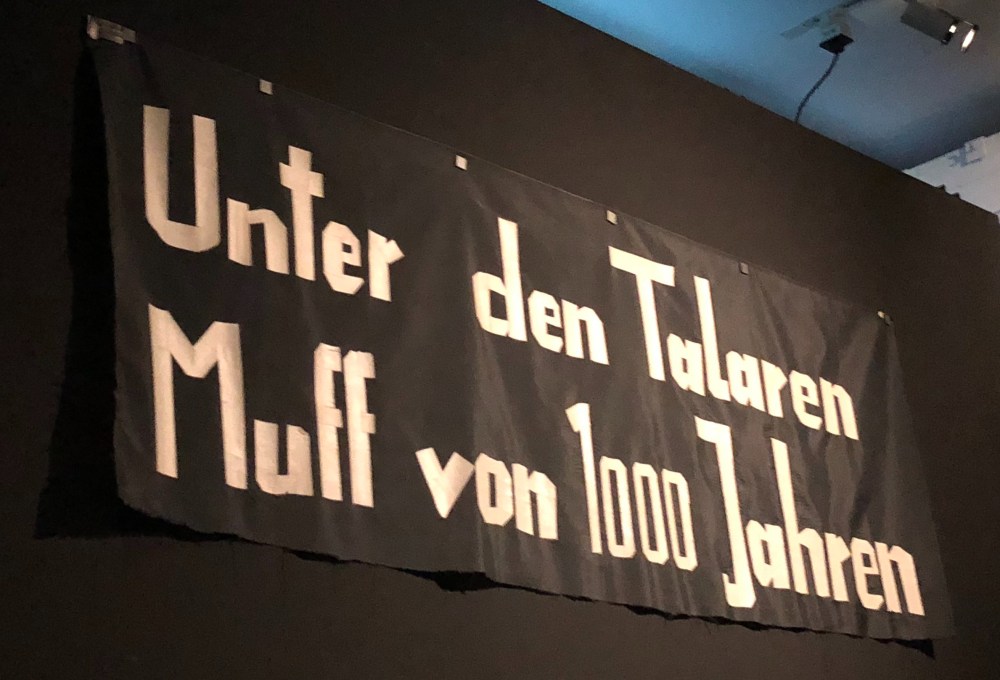 Unter den Talaren
Muff von 1000 Jahren